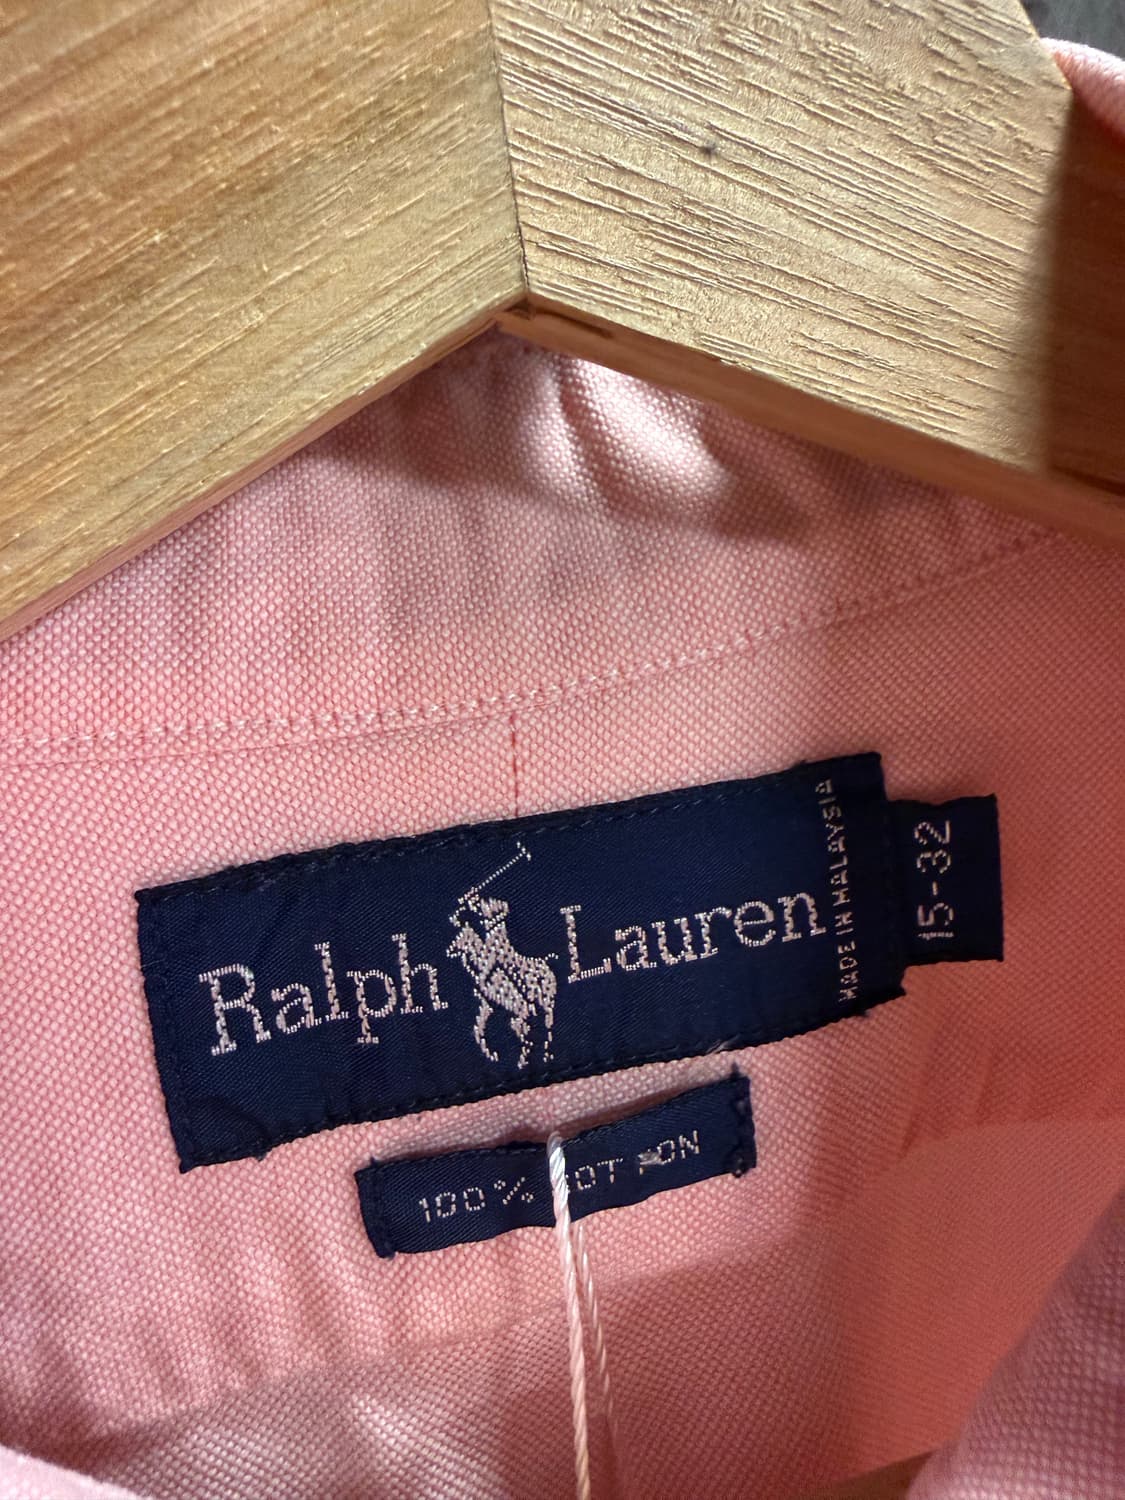 Ralph Lauren
MADE IN MALAYSIA
15-32
100% COTTON